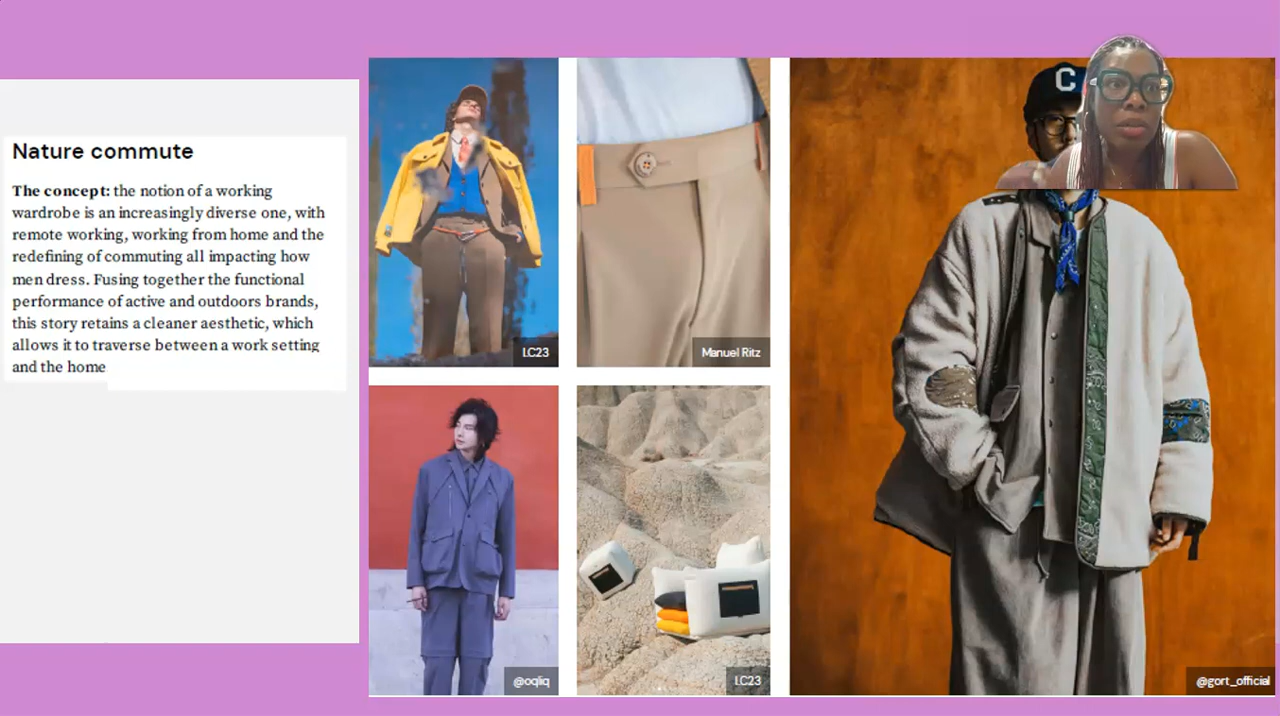 Nature commute
The concept: the notion of a working
wardrobe is an increasingly diverse one, with
remote working, working from home and the
redefining of commuting all impacting how
men dress. Fusing together the functional
performance of active and outdoors brands,
this story retains a cleaner aesthetic, which
allows it to traverse between a work setting
and the home
I.C23
Manuel Ritz
C
@oqliq
I.C23
@gort_official